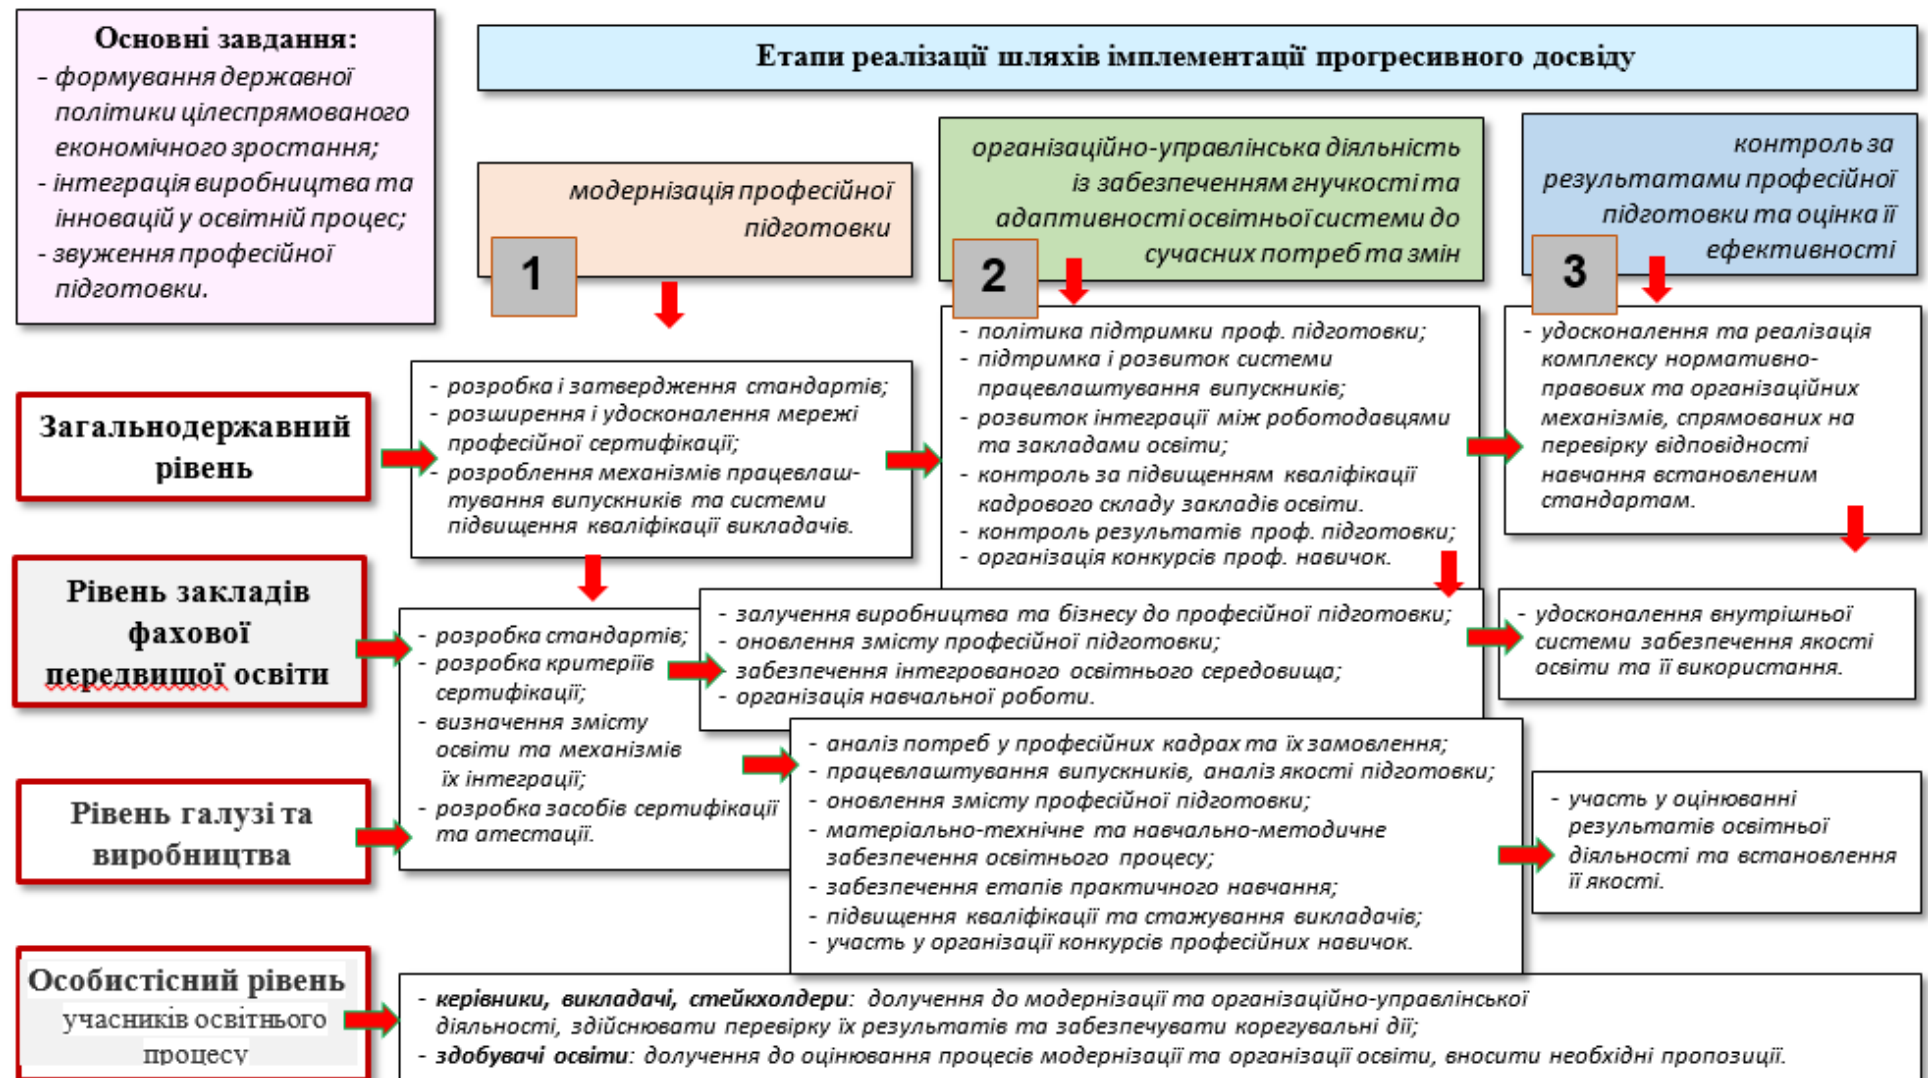 Основні завдання:
- формування державної
політики цілеспрямованого
економічного зростання;
- інтеграція виробництва та
інновацій у освітній процес;
- звуження професійної
підготовки.
Етапи реалізації шляхів імплементації прогресивного досвіду
модернізація професійної
підготовки
1
організаційно-управлінська діяльність
із забезпеченням гнучкості та
адаптивності освітньої системи до
сучасних потреб та змін
2
контроль за
результатами професійної
підготовки та оцінка її
ефективності
3
Загальнодержавний
рівень
- розробка і затвердження стандартів;
- розширення і удосконалення мережі
професійної сертифікації;
- розроблення механізмів працевлаш-
тування випускників та системи
підвищення кваліфікації викладачів.
- політика підтримки проф. підготовки;
- підтримка і розвиток системи
працевлаштування випускників;
- розвиток інтеграції між роботодавцями
та закладами освіти;
- контроль за підвищенням кваліфікації
кадрового складу закладів освіти.
- контроль результатів проф. підготовки;
- організація конкурсів проф. навичок.
- удосконалення та реалізація
комплексу нормативно-
правових та організаційних
механізмів, спрямованих на
перевірку відповідності
навчання встановленим
стандартам.
Рівень закладів
фахової
передвищої освіти
- розробка стандартів;
- розробка критеріїв
сертифікації;
- визначення змісту
освіти та механізмів
їх інтеграції;
- розробка засобів сертифікації
та атестації.
- залучення виробництва та бізнесу до професійної підготовки;
- оновлення змісту професійної підготовки;
- забезпечення інтегрованого освітнього середовища;
- організація навчальної роботи.
- удосконалення внутрішньої
системи забезпечення якості
освіти та її використання.
Рівень галузі та
виробництва
- аналіз потреб у професійних кадрах та їх замовлення;
- працевлаштування випускників, аналіз якості підготовки;
- оновлення змісту професійної підготовки;
- матеріально-технічне та навчально-методичне
забезпечення освітнього процесу;
- забезпечення етапів практичного навчання;
- підвищення кваліфікації та стажування викладачів;
- участь у організації конкурсів професійних навичок.
- участь у оцінюванні
результатів освітньої
діяльності та встановлення
її якості.
Особистісний рівень
учасників освітнього
процесу
- керівники, викладачі, стейкхолдери: долучення до модернізації та організаційно-управлінської
діяльності, здійснювати перевірку їх результатів та забезпечувати корегувальні дії;
- здобувачі освіти: долучення до оцінювання процесів модернізації та організації освіти, вносити необхідні пропозиції.